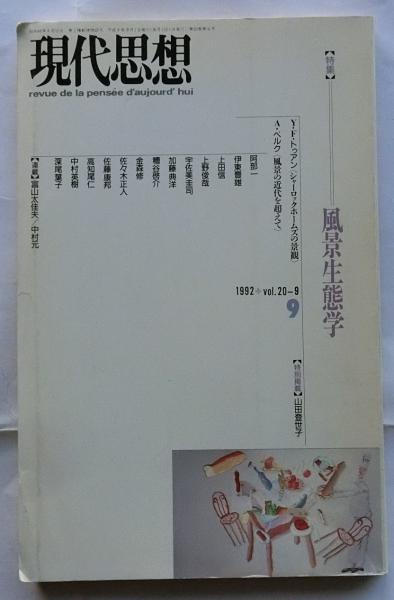 現代思想
revue de la pensée d'aujourd'hui
【特集】
風景生態学
Y・F・トゥアン〈シャーロックホームズの景観〉
A・ベルク〈風景の近代を超えて〉
阿部一
伊東豊雄
上田信
上野俊哉
宇佐美圭司
加藤典洋
糟谷啓介
金森修
佐々木正人
佐藤康邦
高知尾仁
中村英樹
深尾葉子
【連載】富山太佳夫/中村元
1992 vol.20-9
9
【特別掲載】山田登世子